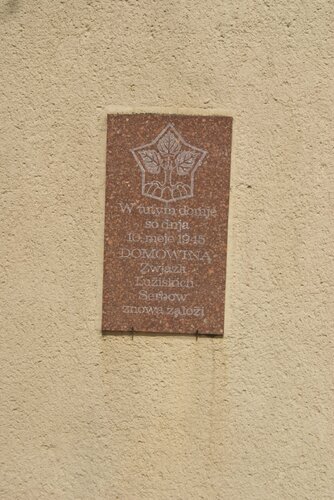 W tutym domje
so dnja
10. meje 1945
DOMOWINA
Zwjazk
Łužiskich
Serbow
znowa załoži